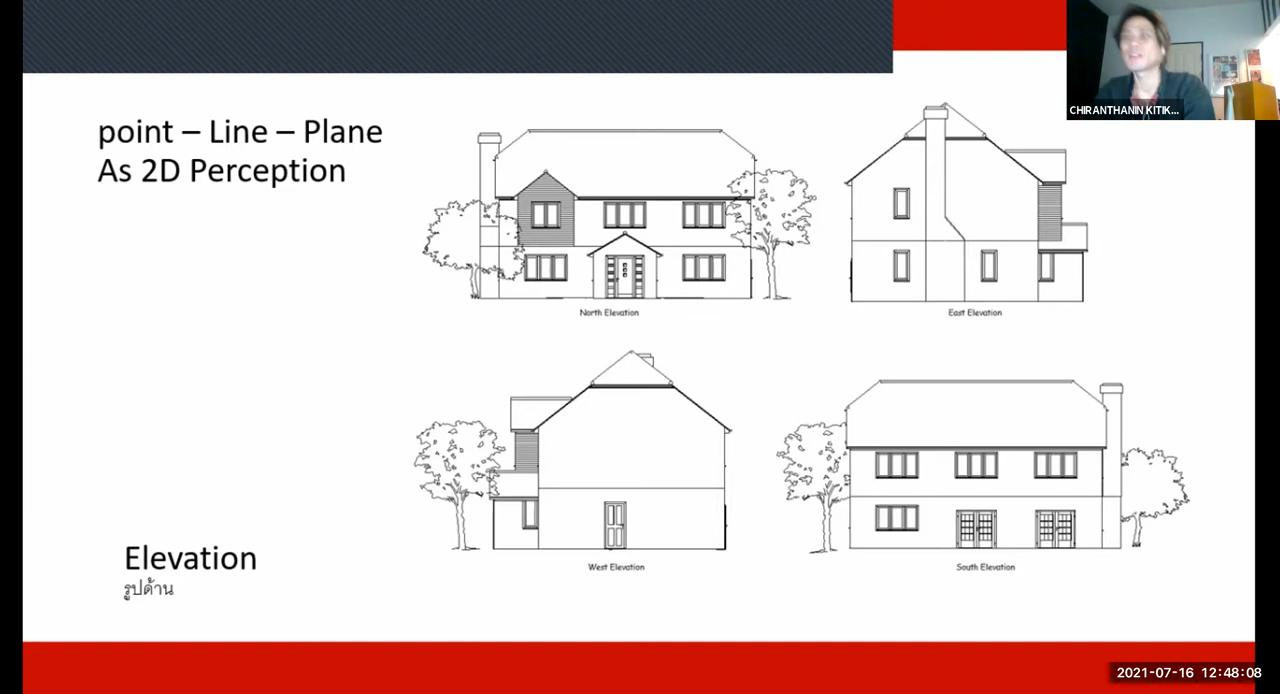 CHIRANTHANIN KITIK...
point – Line – Plane
As 2D Perception
North Elevation
East Elevation
West Elevation
South Elevation
Elevation
รูปด้าน
2021-07-16 12:48:08